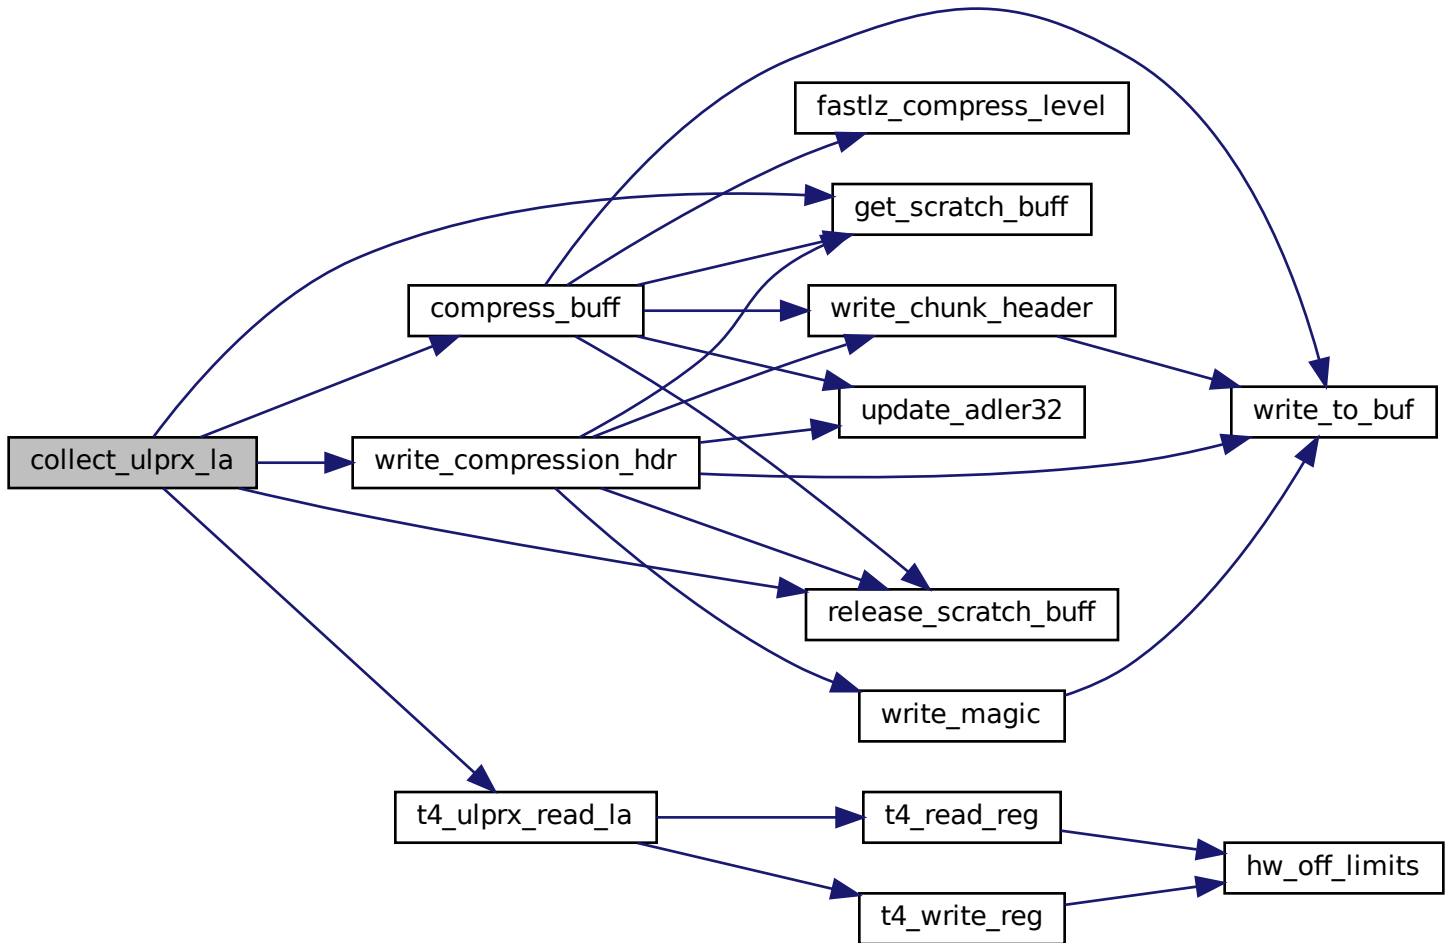 fastlz_compress_level
get_scratch_buff
compress_buff
write_chunk_header
update_adler32
write_to_buf
collect_ulprx_la
write_compression_hdr
release_scratch_buff
write_magic
t4_ulprx_read_la
t4_read_reg
hw_off_limits
t4_write_reg